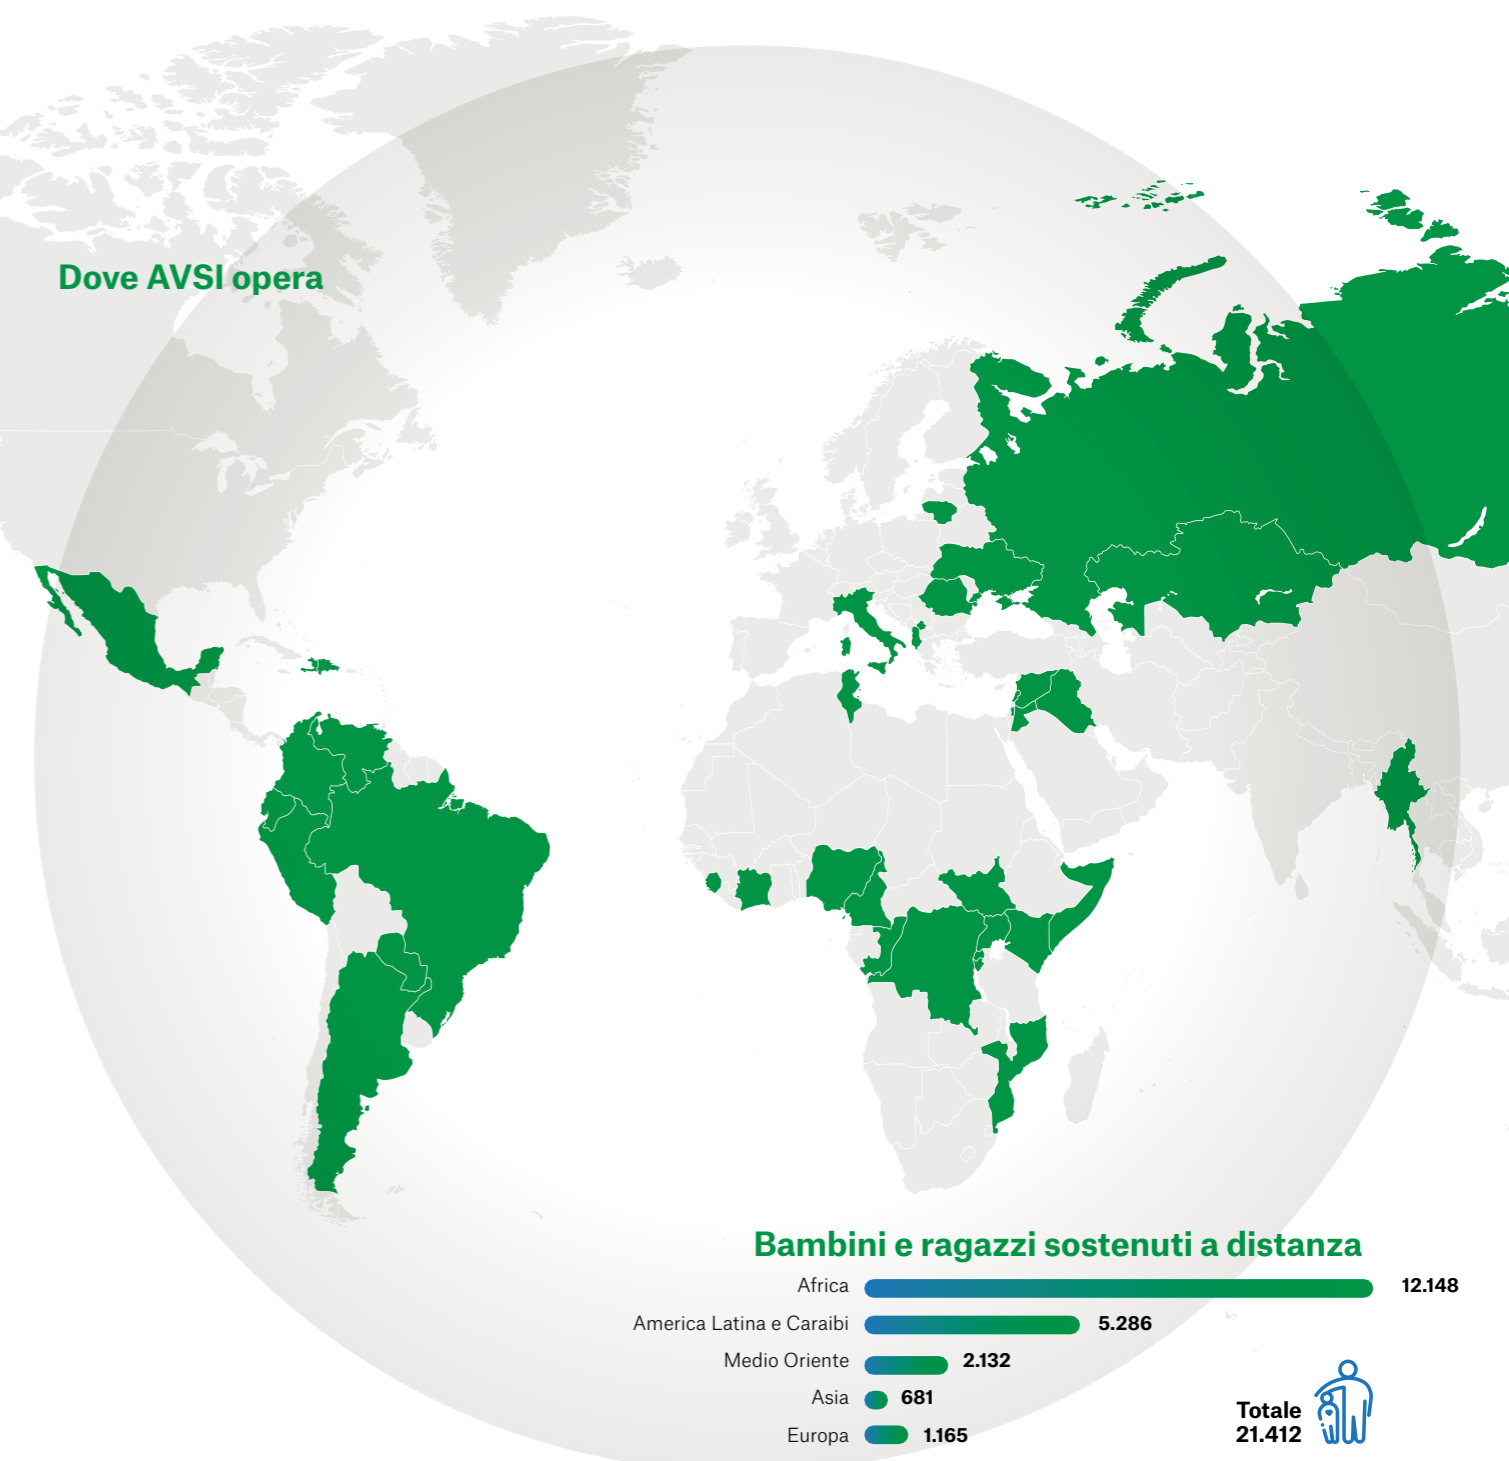 Dove AVSI opera
Bambini e ragazzi sostenuti a distanza
Africa 12.148
America Latina e Caraibi 5.286
Medio Oriente 2.132
Asia 681
Europa 1.165
Totale
21.412